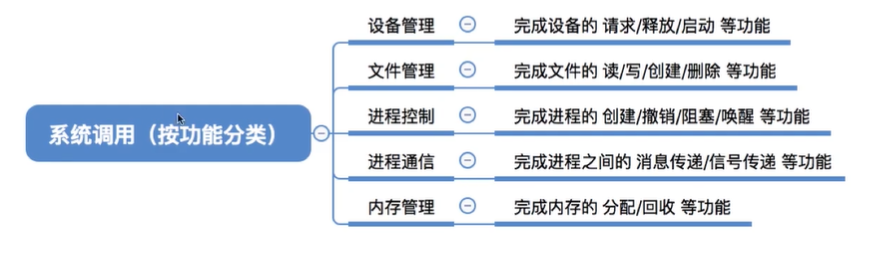 系统调用（按功能分类）
设备管理 完成设备的 请求/释放/启动 等功能
文件管理 完成文件的 读/写/创建/删除 等功能
进程控制 完成进程的 创建/撤销/阻塞/唤醒 等功能
进程通信 完成进程之间的 消息传递/信号传递 等功能
内存管理 完成内存的 分配/回收 等功能